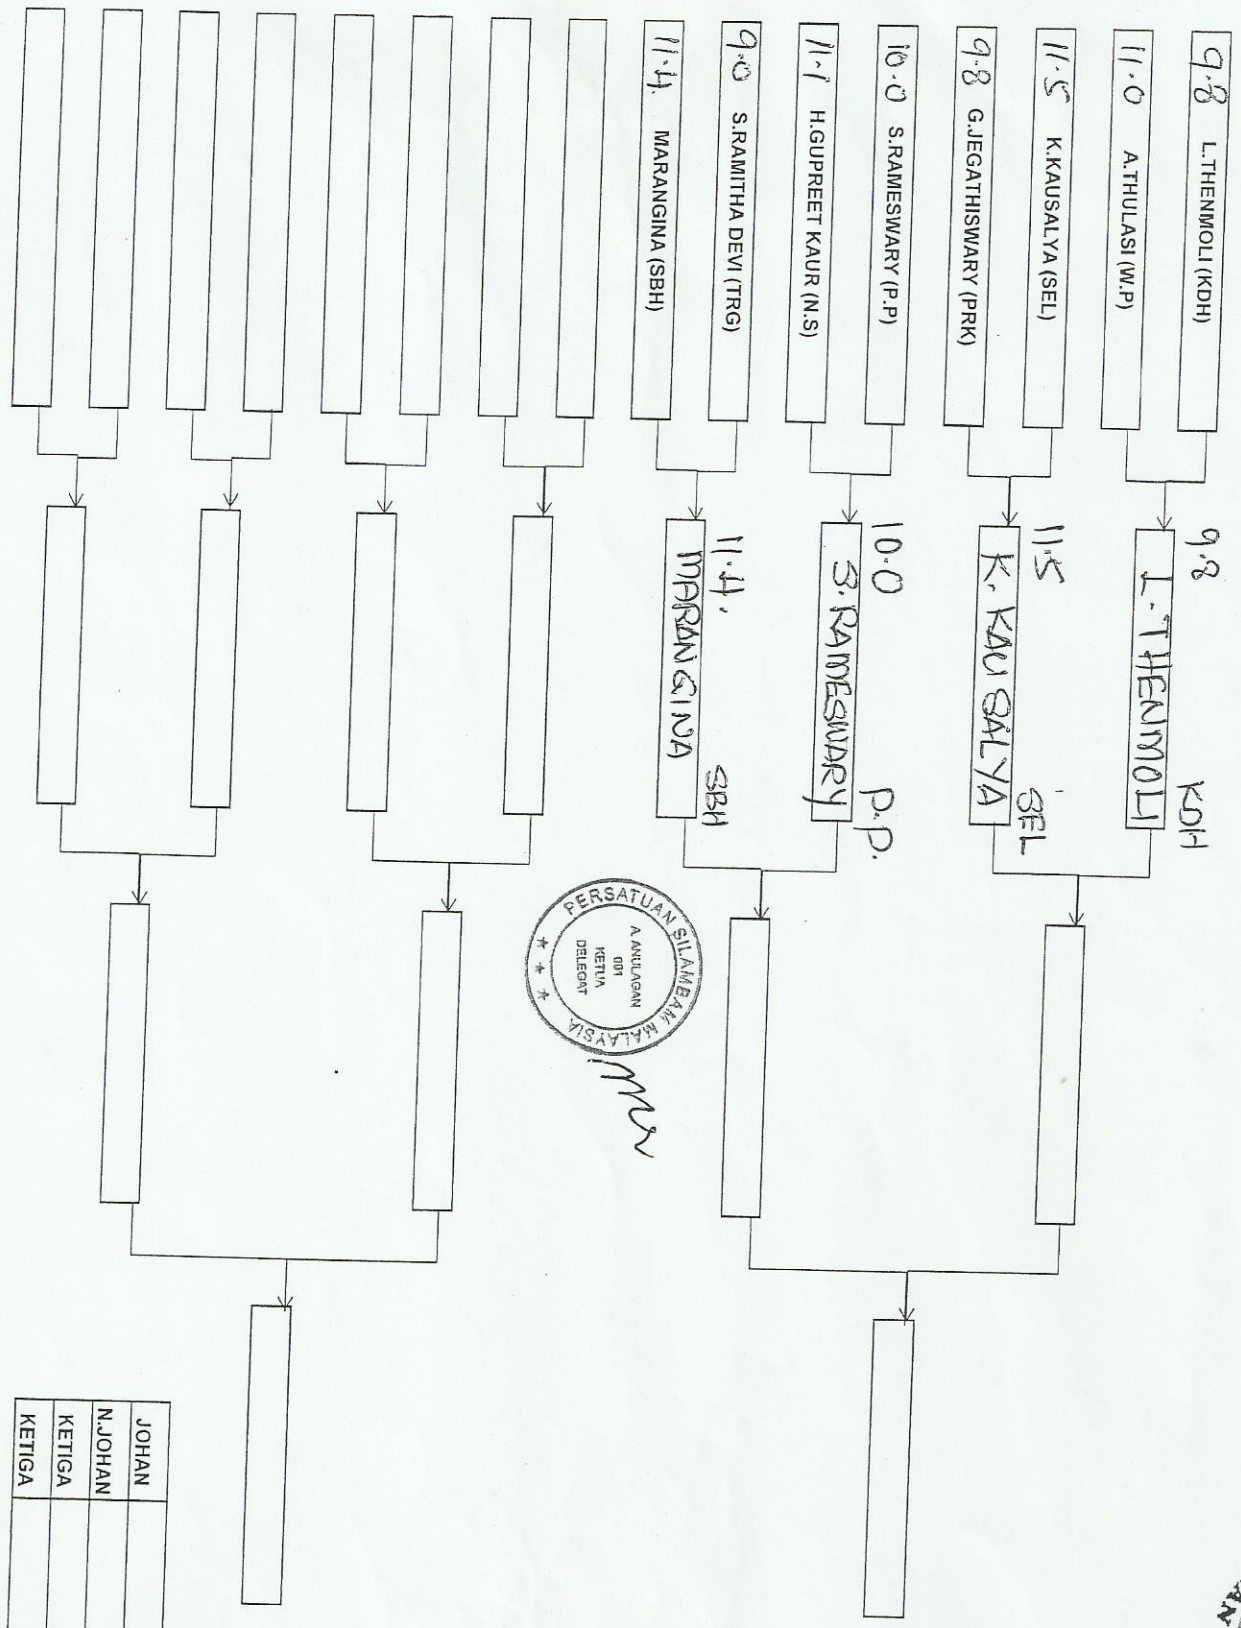 9.8 L.THENMOLI (KDH)
11.0 A.THULASI (W.P)
11.5 K.KAUSALYA (SEL)
9.8 G.JEGATHISWARY (PRK)
10.0 S.RAMESWARY (P.P)
11.1 H.GUPREET KAUR (N.S)
9.0 S.RAMITHA DEVI (TRG)
11.4. MARANGINA (SBH)
9.8 KDH
L. THENMOLI
11.5 SEL
K. KAUSALYA
10.0 P.P.
S. RAMESWARY
11.4. SBH
MARANGINA
PERSATUAN SILAMBAM MALAYSIA
A. ANULAGAN
001
KETUA
DELEGAT
JOHAN
N.JOHAN
KETIGA
KETIGA